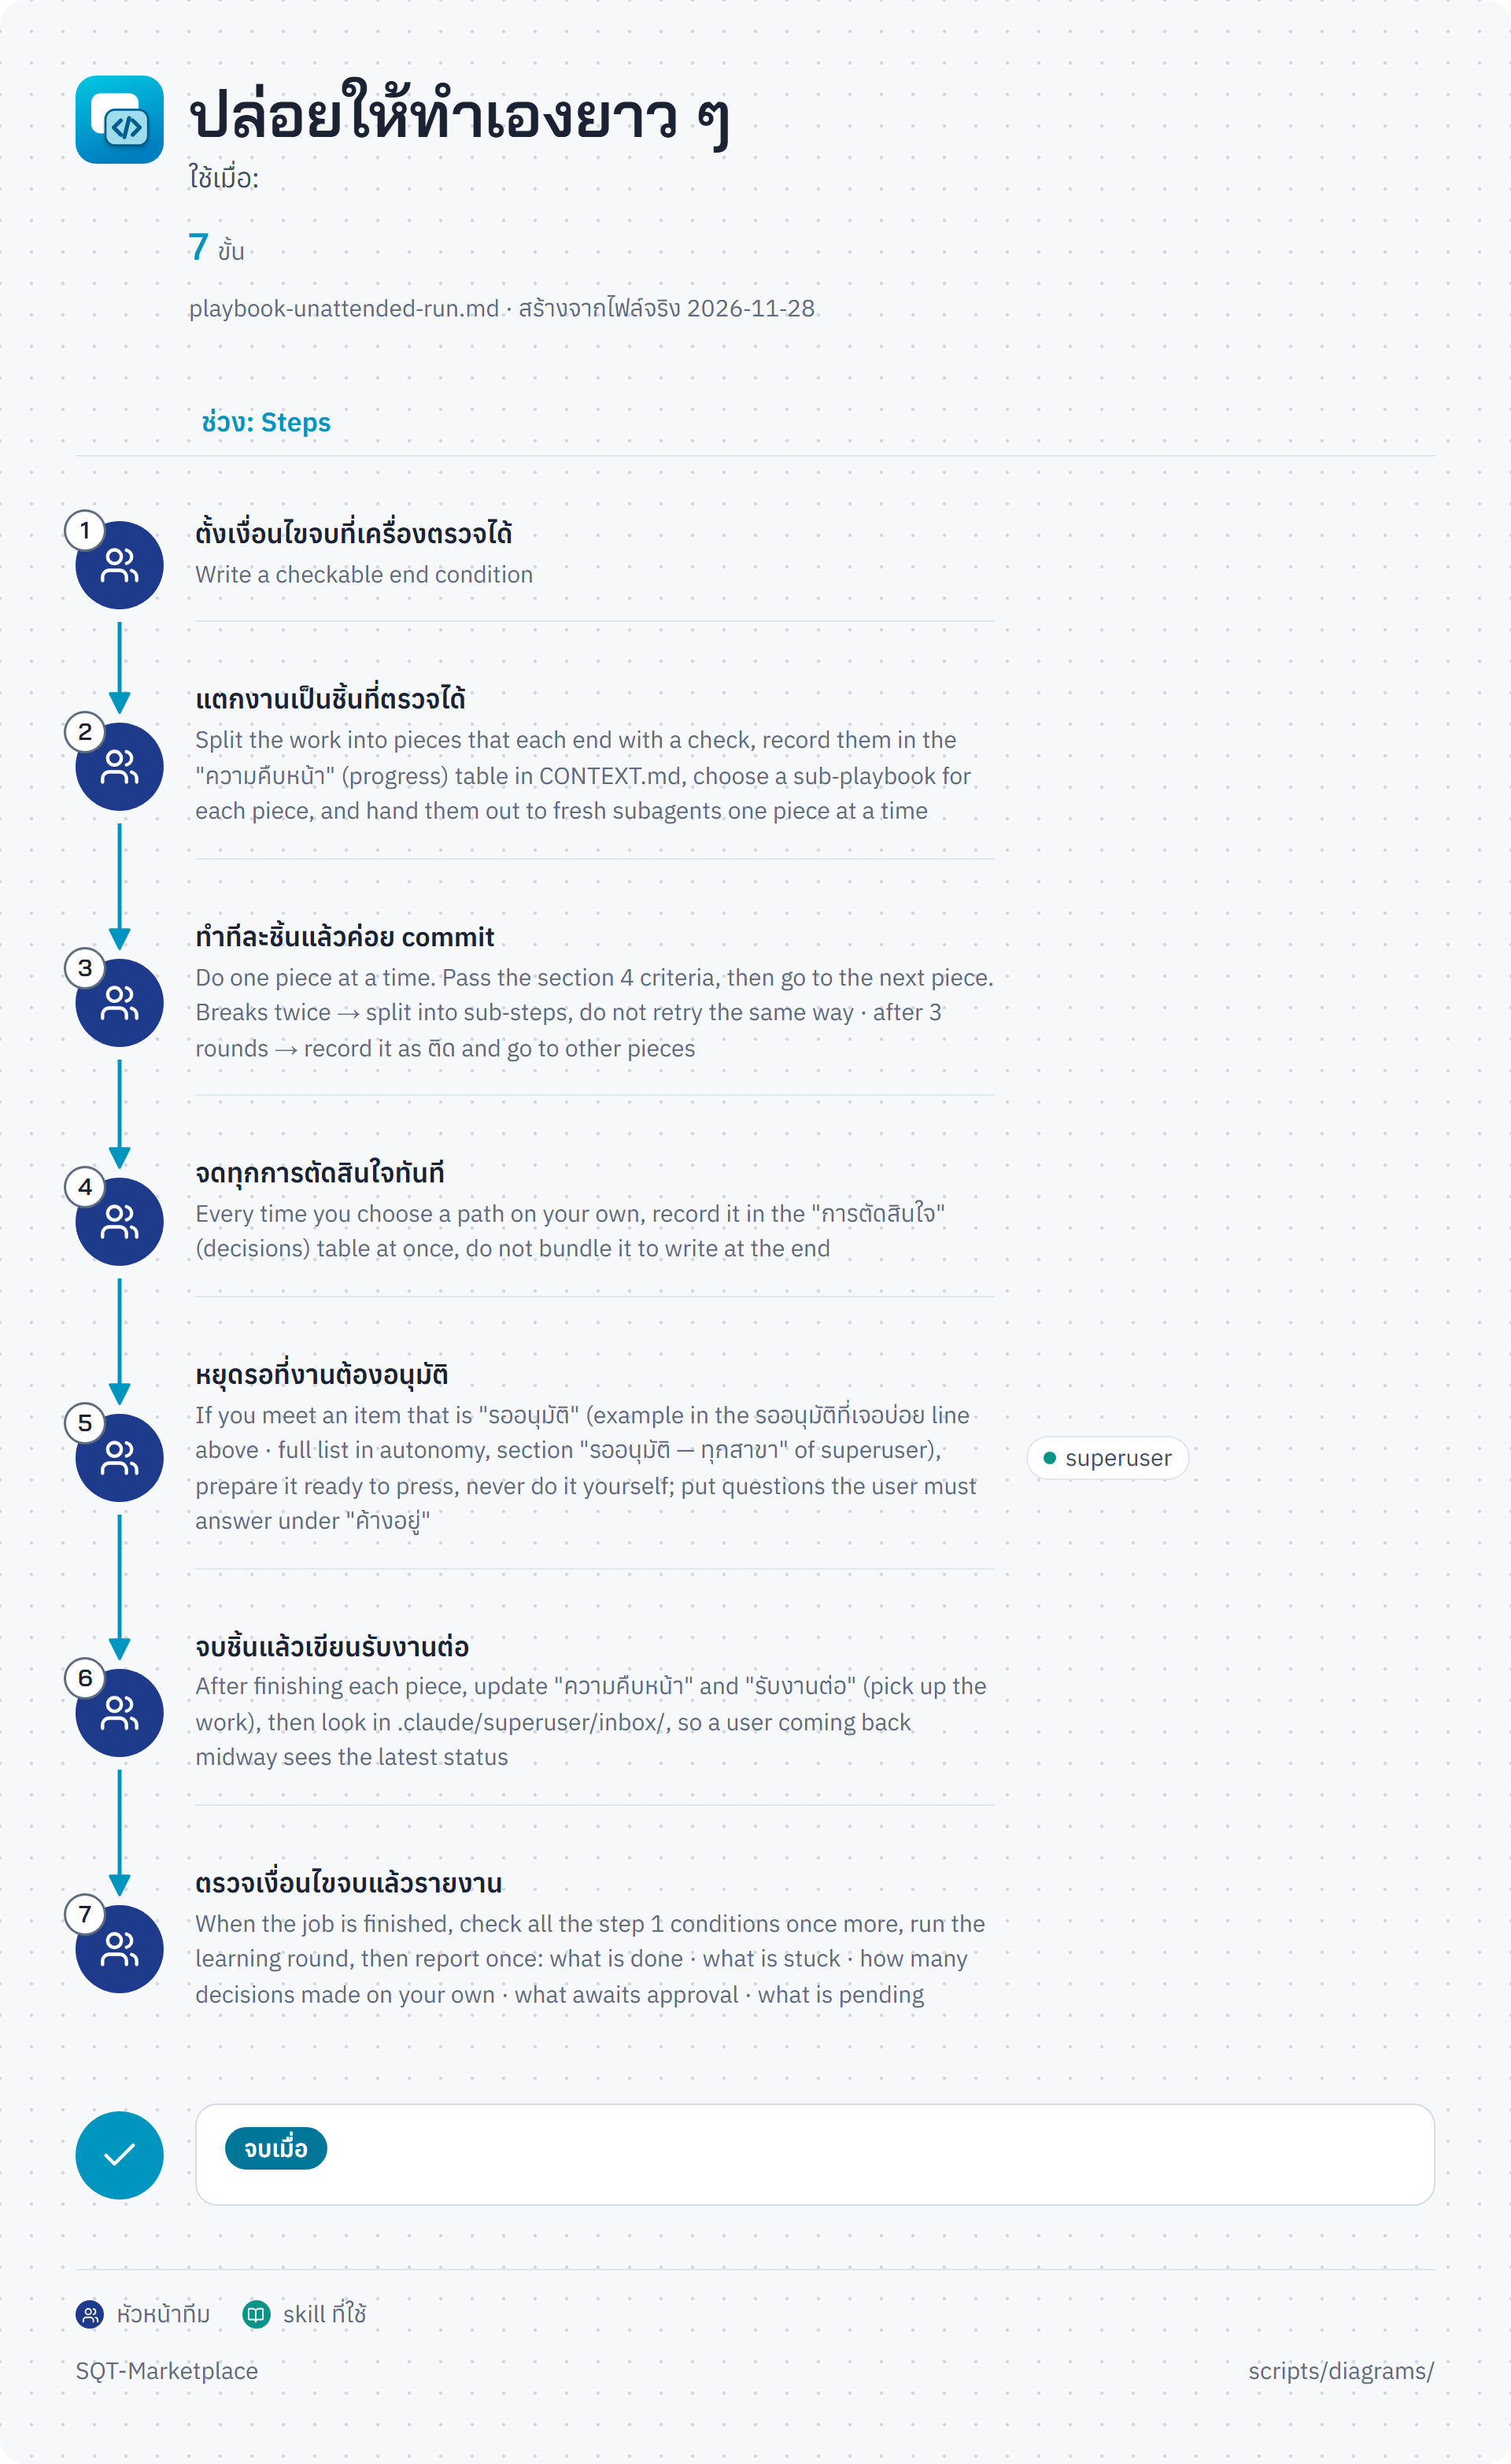 ปล่อยให้ทำเองยาว ๆ
ใช้เมื่อ:
7 ขั้น
playbook-unattended-run.md · สร้างจากไฟล์จริง 2026-11-28
ช่วง: Steps
1
ตั้งเงื่อนไขจบที่เครื่องตรวจได้
Write a checkable end condition
2
แตกงานเป็นชิ้นที่ตรวจได้
Split the work into pieces that each end with a check, record them in the
"ความคืบหน้า" (progress) table in CONTEXT.md, choose a sub-playbook for
each piece, and hand them out to fresh subagents one piece at a time
3
ทำทีละชิ้นแล้วค่อย commit
Do one piece at a time. Pass the section 4 criteria, then go to the next piece.
Breaks twice → split into sub-steps, do not retry the same way · after 3
rounds → record it as ติด and go to other pieces
4
จดทุกการตัดสินใจทันที
Every time you choose a path on your own, record it in the "การตัดสินใจ"
(decisions) table at once, do not bundle it to write at the end
5
หยุดรอที่งานต้องอนุมัติ
If you meet an item that is "รออนุมัติ" (example in the รออนุมัติที่เจอบ่อย line
above · full list in autonomy, section "รออนุมัติ — ทุกสาขา" of superuser),
prepare it ready to press, never do it yourself; put questions the user must
answer under "ค้างอยู่"
superuser
6
จบชิ้นแล้วเขียนรับงานต่อ
After finishing each piece, update "ความคืบหน้า" and "รับงานต่อ" (pick up the
work), then look in .claude/superuser/inbox/, so a user coming back
midway sees the latest status
7
ตรวจเงื่อนไขจบแล้วรายงาน
When the job is finished, check all the step 1 conditions once more, run the
learning round, then report once: what is done · what is stuck · how many
decisions made on your own · what awaits approval · what is pending
จบเมื่อ
หัวหน้าทีม skill ที่ใช้
SQT-Marketplace scripts/diagrams/